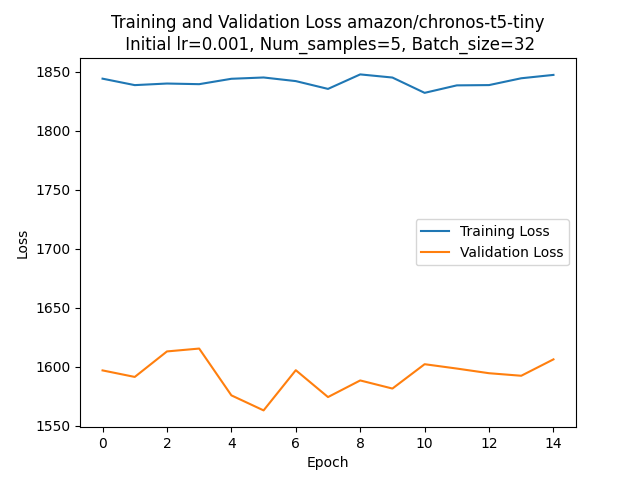 Training and Validation Loss amazon/chronos-t5-tiny
Initial lr=0.001, Num_samples=5, Batch_size=32
1850
1800
1750
1700
1650
1600
1550
Loss
Training Loss
Validation Loss
0 2 4 6 8 10 12 14
Epoch